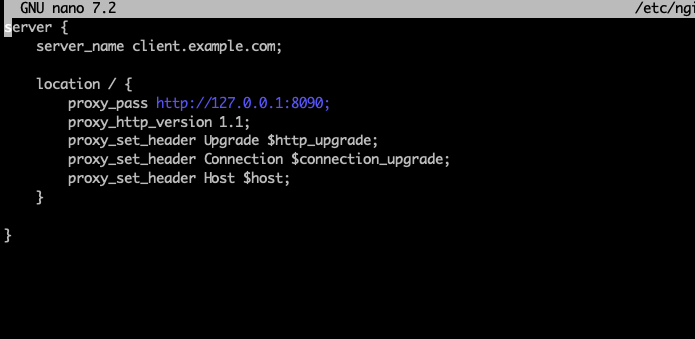 GNU nano 7.2 /etc/ngi
server {
    server_name client.example.com;

    location / {
        proxy_pass http://127.0.0.1:8090;
        proxy_http_version 1.1;
        proxy_set_header Upgrade $http_upgrade;
        proxy_set_header Connection $connection_upgrade;
        proxy_set_header Host $host;
    }

}